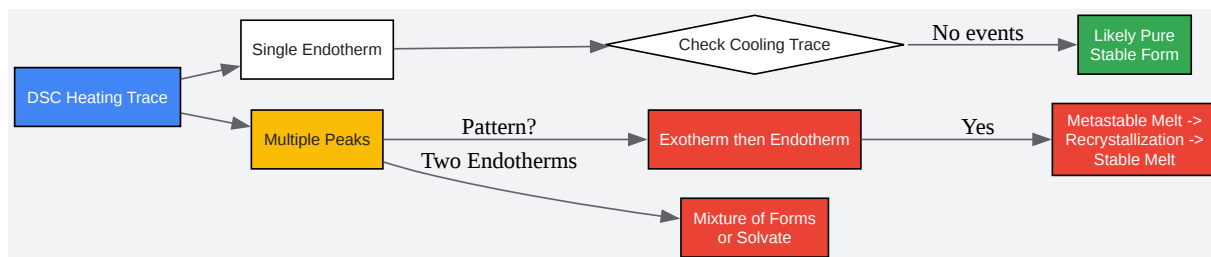 DSC Heating Trace
Single Endotherm
Check Cooling Trace
No events
Likely Pure
Stable Form
Multiple Peaks
Pattern?
Exotherm then Endotherm
Yes
Metastable Melt ->
Recrystallization ->
Stable Melt
Two Endotherms
Mixture of Forms
or Solvate